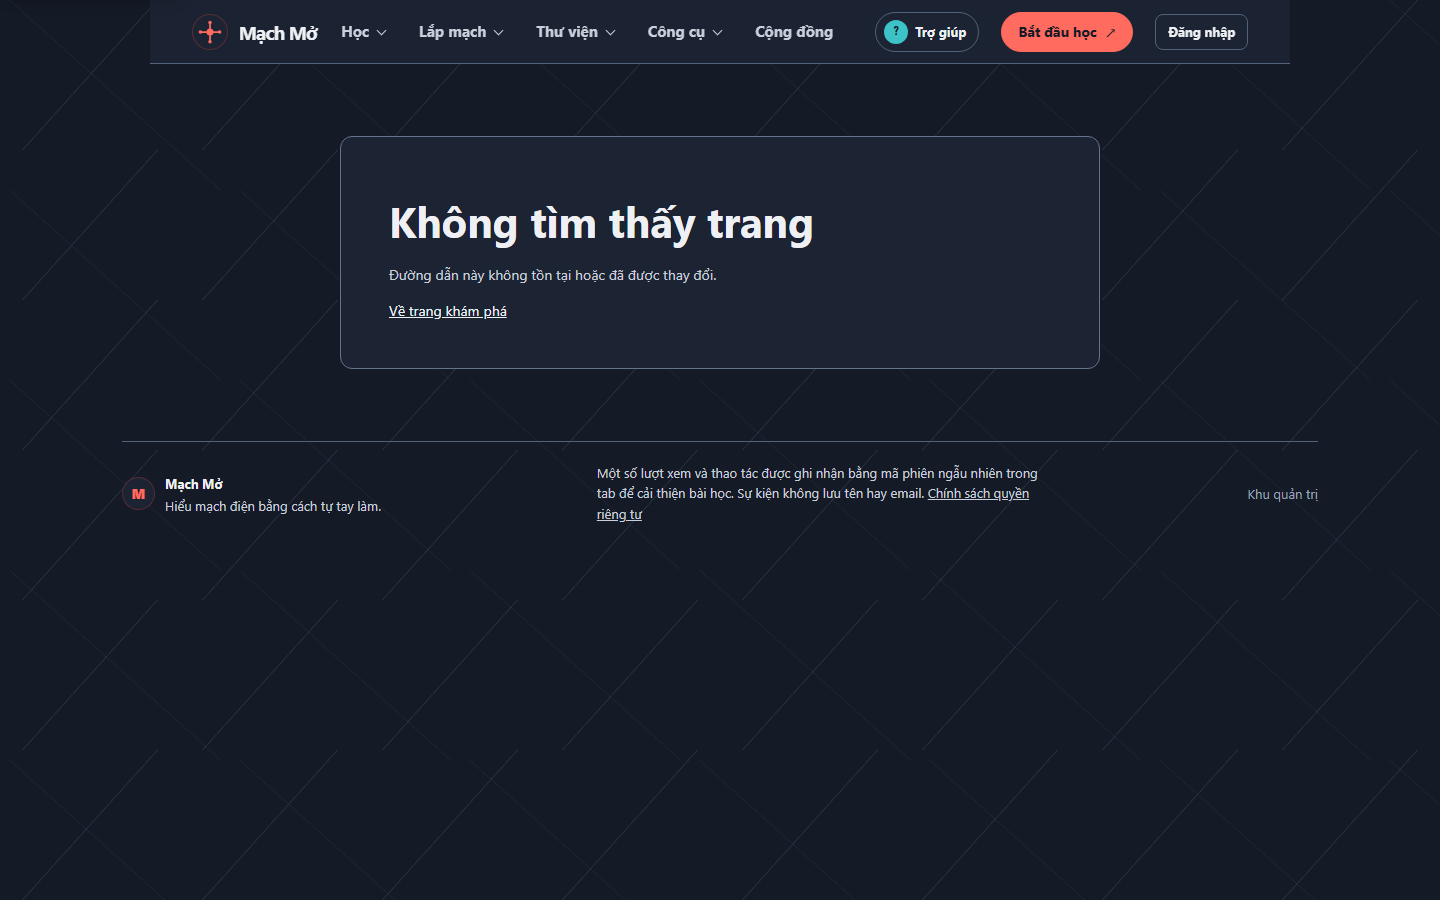 Mạch Mở
Học
Lắp mạch
Thư viện
Công cụ
Cộng đồng
? Trợ giúp
Bắt đầu học ↗
Đăng nhập
Không tìm thấy trang
Đường dẫn này không tồn tại hoặc đã được thay đổi.
Về trang khám phá
M
Mạch Mở
Hiểu mạch điện bằng cách tự tay làm.
Một số lượt xem và thao tác được ghi nhận bằng mã phiên ngẫu nhiên trong
tab để cải thiện bài học. Sự kiện không lưu tên hay email. Chính sách quyền
riêng tư
Khu quản trị